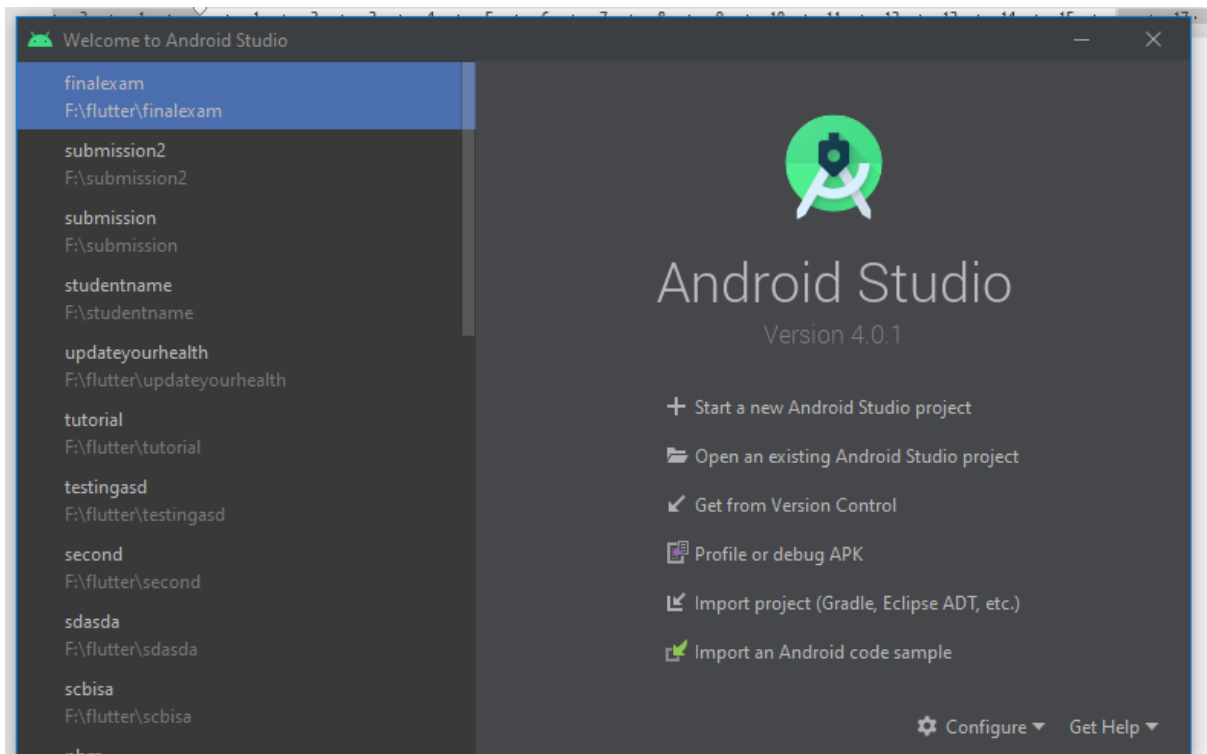 Welcome to Android Studio
finalexam
F:\flutter\finalexam
submission2
F:\submission2
submission
F:\submission
studentname
F:\studentname
updateyourhealth
F:\flutter\updateyourhealth
tutorial
F:\flutter\tutorial
testingasd
F:\flutter\testingasd
second
F:\flutter\second
sdasda
F:\flutter\sdasda
scbisa
F:\flutter\scbisa
Android Studio
Version 4.0.1
Start a new Android Studio project
Open an existing Android Studio project
Get from Version Control
Profile or debug APK
Import project (Gradle, Eclipse ADT, etc.)
Import an Android code sample
Configure
Get Help